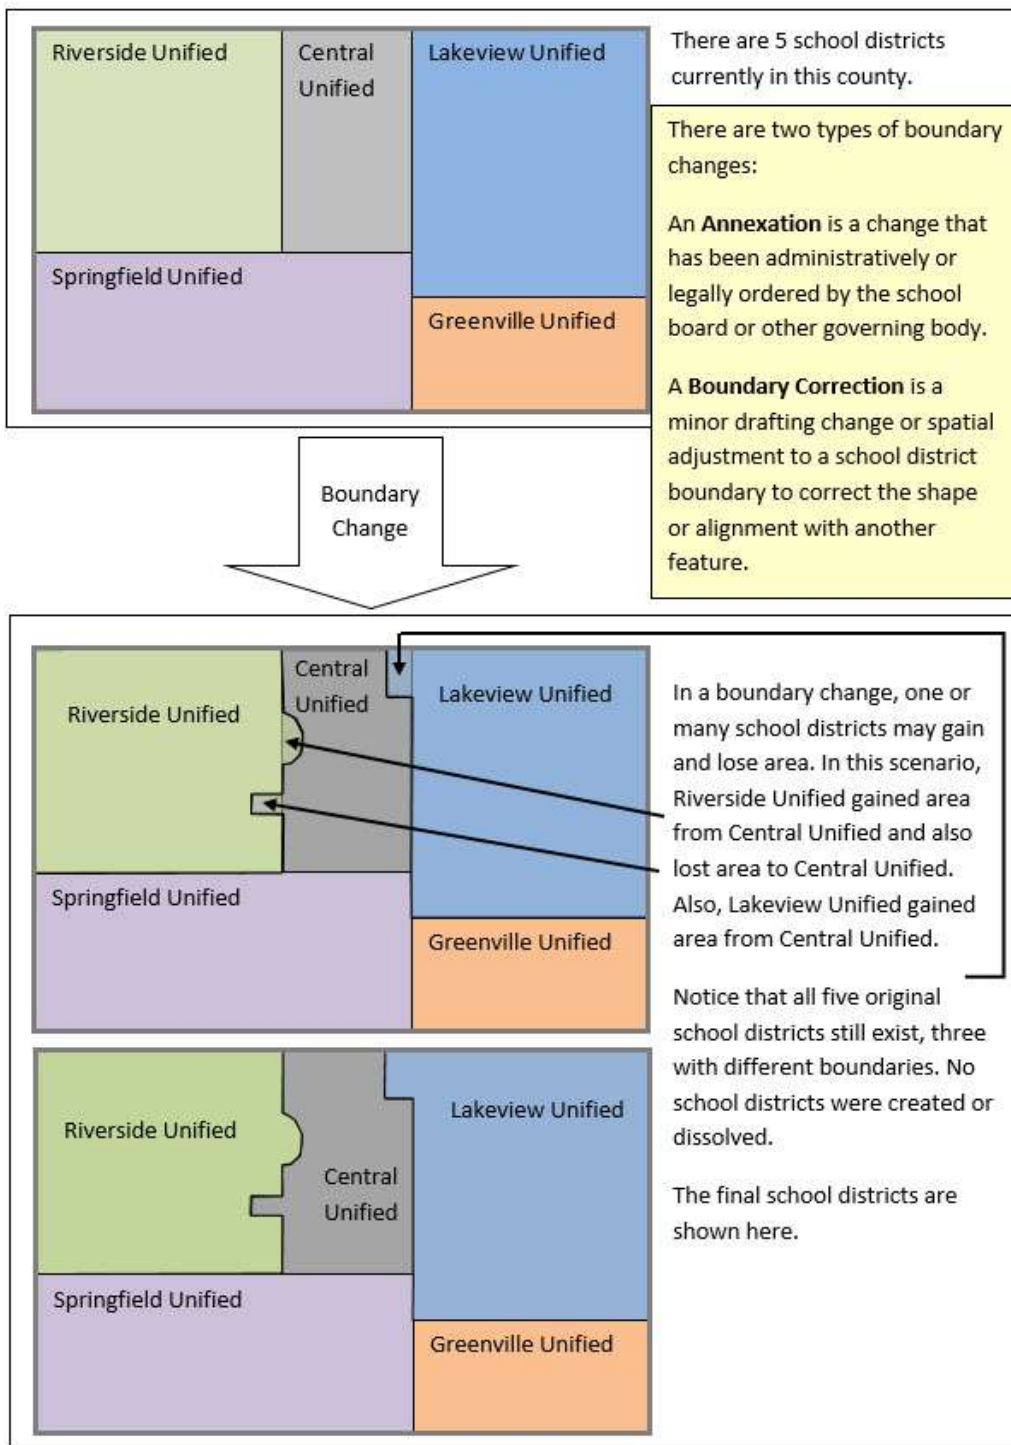 Riverside Unified
Central
Unified
Lakeview Unified
Springfield Unified
Greenville Unified
There are 5 school districts
currently in this county.
There are two types of boundary
changes:
An Annexation is a change that
has been administratively or
legally ordered by the school
board or other governing body.
A Boundary Correction is a
minor drafting change or spatial
adjustment to a school district
boundary to correct the shape
or alignment with another
feature.
Boundary
Change
Riverside Unified
Central
Unified
Lakeview Unified
Springfield Unified
Greenville Unified
In a boundary change, one or
many school districts may gain
and lose area. In this scenario,
Riverside Unified gained area
from Central Unified and also
lost area to Central Unified.
Also, Lakeview Unified gained
area from Central Unified.
Notice that all five original
school districts still exist, three
with different boundaries. No
school districts were created or
dissolved.
The final school districts are
shown here.
Riverside Unified
Central
Unified
Lakeview Unified
Springfield Unified
Greenville Unified